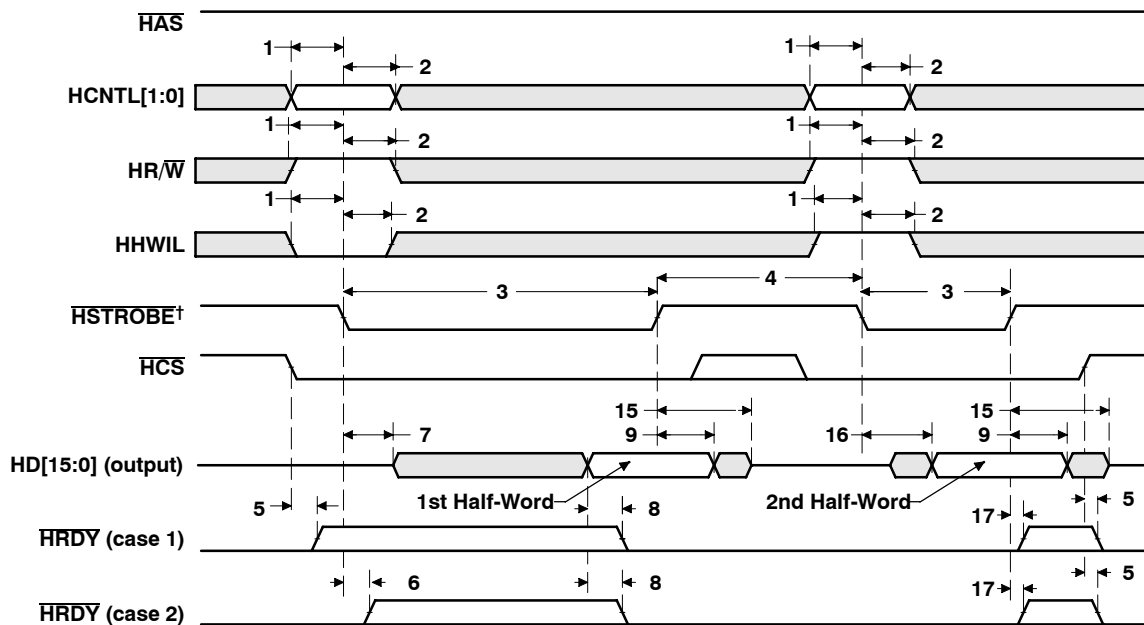 HAS
1 1
2 2
HCNTL[1:0]
1 1
2 2
HR/W
1 1
2 2
HHWIL
4
3 3
HSTROBE†
HCS
15 15
7 9 16 9
HD[15:0] (output)
1st Half-Word 2nd Half-Word
5 8 17 5
HRDY (case 1)
6 8 17 5
HRDY (case 2)